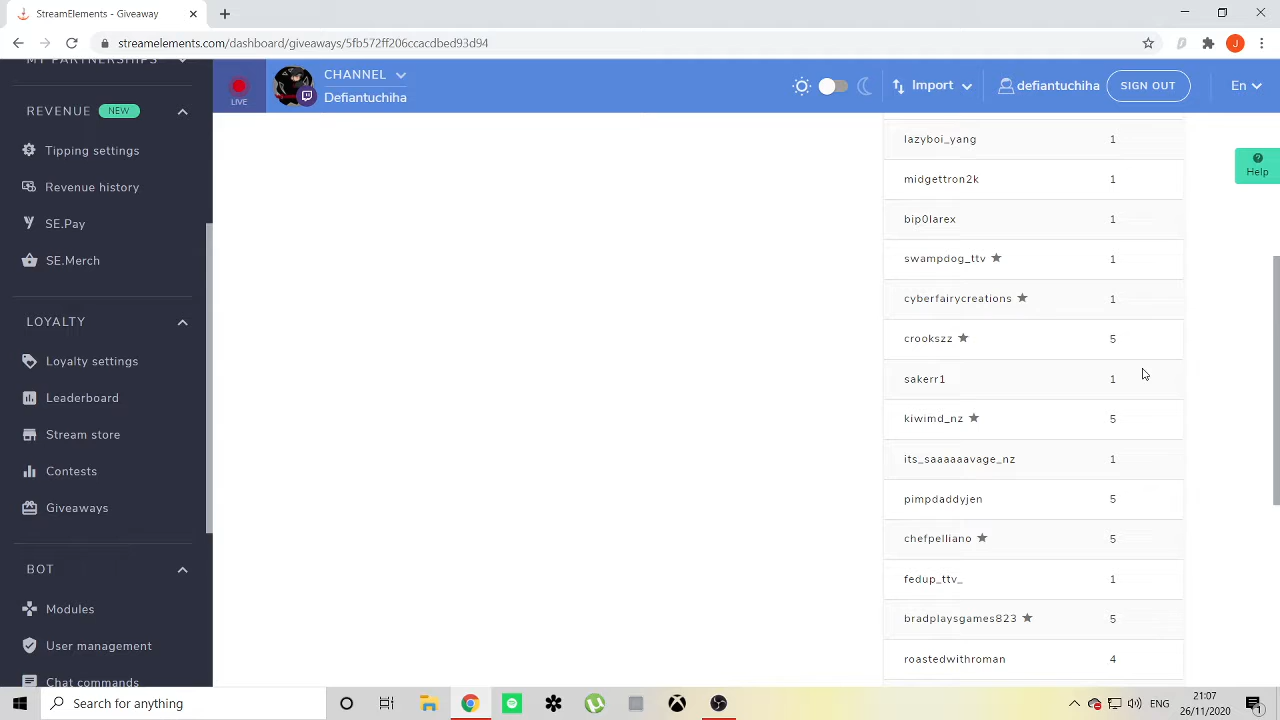 StreamElements - Giveaway
streamelements.com/dashboard/giveaways/5fb572ff206ccacdbed93d94
J
MY PARTNERSHIPS
REVENUE NEW
Tipping settings
Revenue history
SE.Pay
SE.Merch
LOYALTY
Loyalty settings
Leaderboard
Stream store
Contests
Giveaways
BOT
Modules
User management
Chat commands
LIVE
CHANNEL
Defiantuchiha
Import
defiantuchiha
SIGN OUT
En
Help
lazyboi_yang 1
midgettron2k 1
bip0larex 1
swampdog_ttv ★ 1
cyberfairycreations ★ 1
crookszz ★ 5
sakerr1 1
kiwimd_nz ★ 5
its_saaaaaavage_nz 1
pimpdaddyjen 5
chefpelliano ★ 5
fedup_ttv_ 1
bradplaysgames823 ★ 5
roastedwithroman 4
Search for anything
ENG
21:07
26/11/2020
1